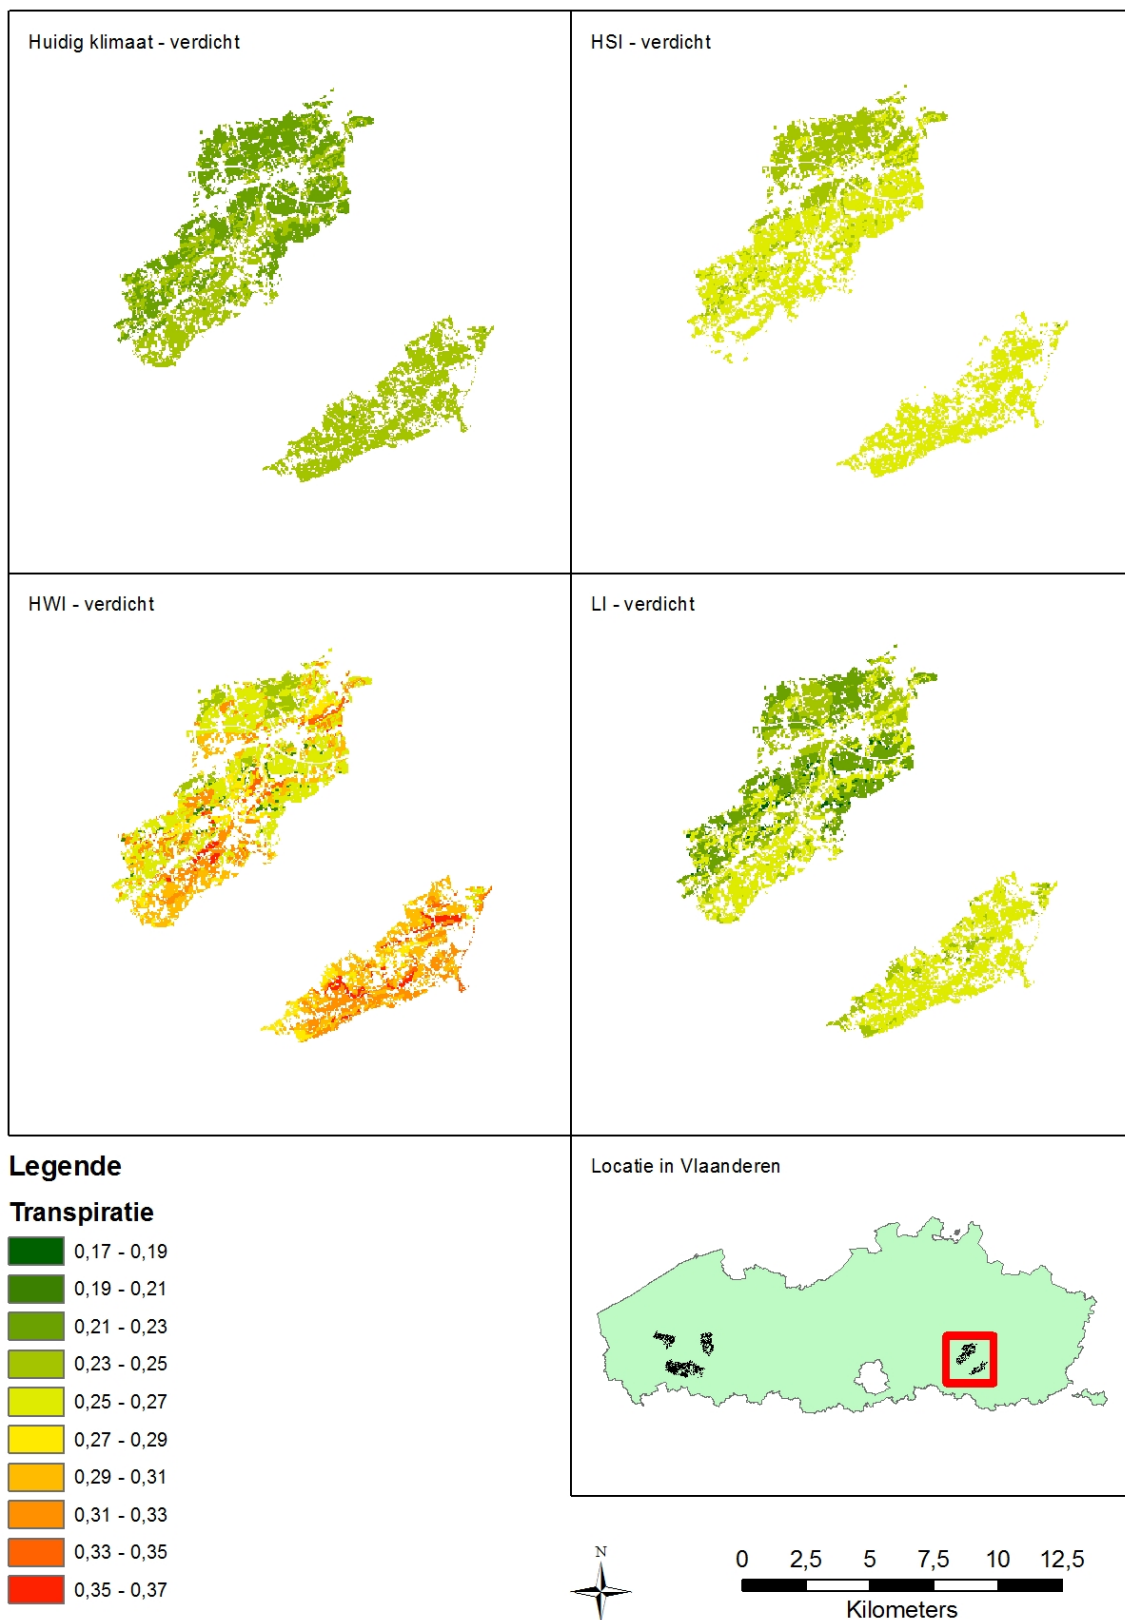 Huidig klimaat - verdicht
HSI - verdicht
HWI - verdicht
LI - verdicht
Legende
Transpiratie
0,17 - 0,19
0,19 - 0,21
0,21 - 0,23
0,23 - 0,25
0,25 - 0,27
0,27 - 0,29
0,29 - 0,31
0,31 - 0,33
0,33 - 0,35
0,35 - 0,37
Locatie in Vlaanderen
N
0 2,5 5 7,5 10 12,5
Kilometers